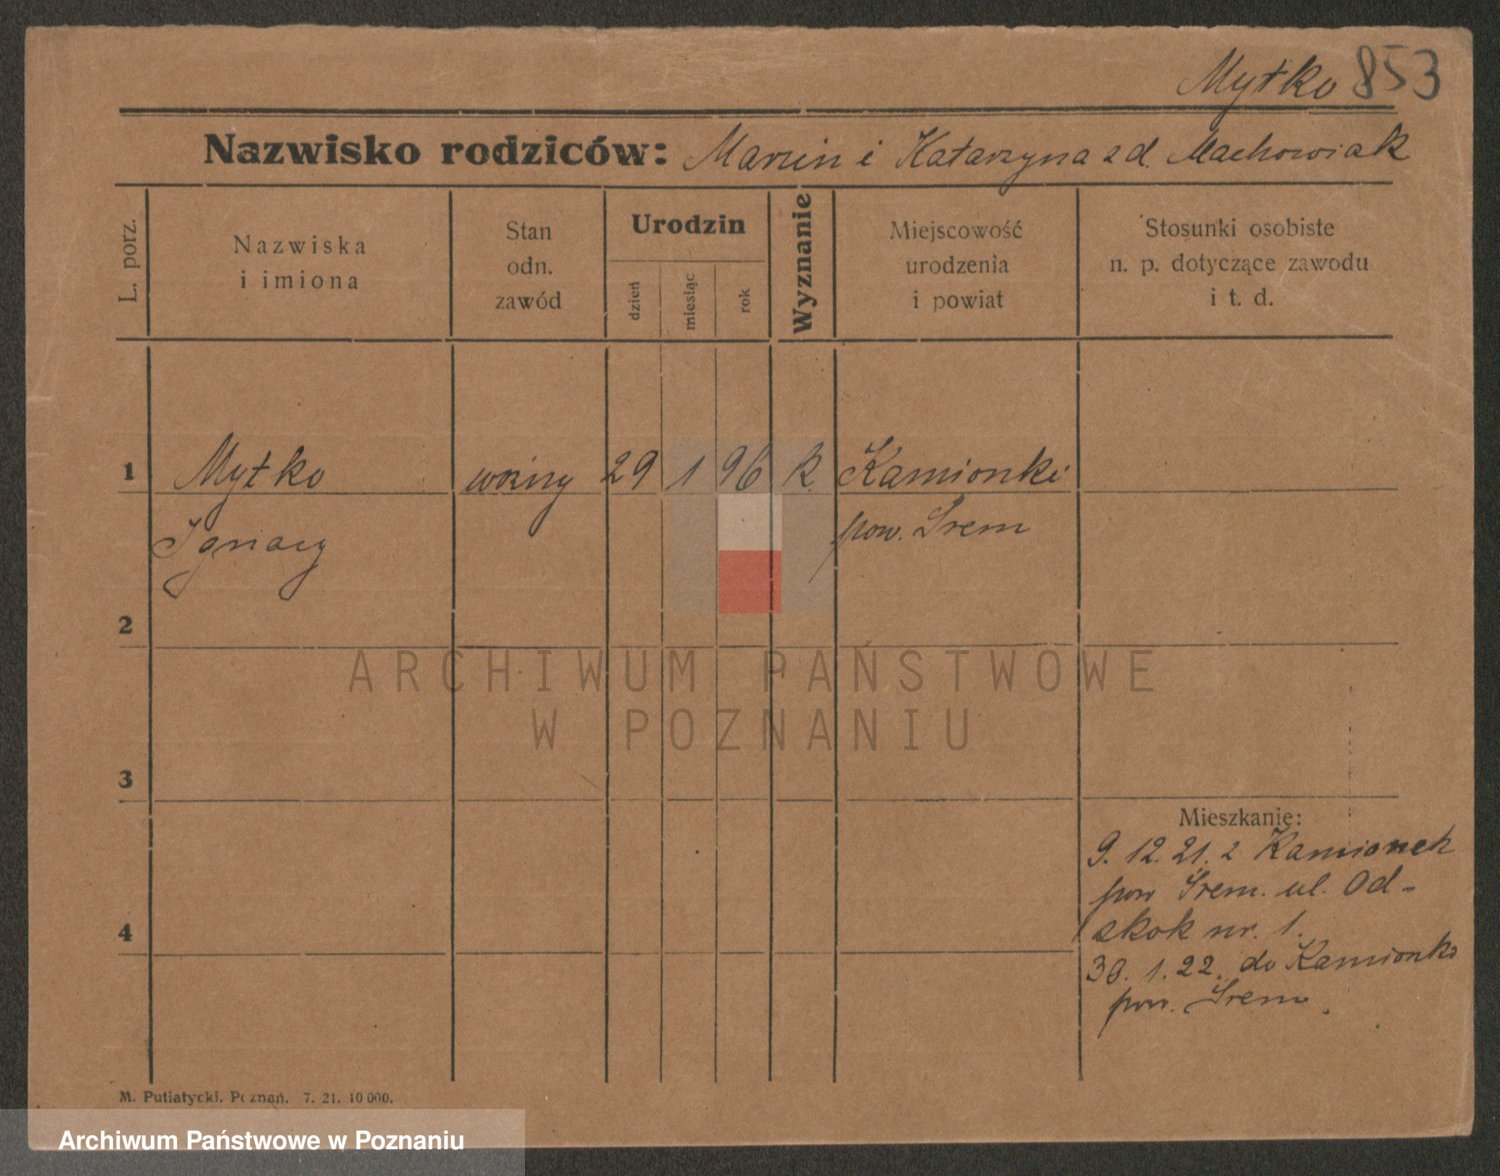 Mytko 853
Nazwisko rodziców: Marcin i Katarzyna z d. Machowiak
L. porz.
Nazwiska
i imiona
Stan
odn.
zawód
Urodzin
dzień
miesiąc
rok
Wyznanie
Miejscowość
urodzenia
i powiat
Stosunki osobiste
n. p. dotyczące zawodu
i t. d.
1 Mytko woźny 29 1 96 k. Kamionki
Ignacy pow. Śrem
2
ARCHIWUM PAŃSTWOWE
W POZNANIU
3
Mieszkanie:
9. 12. 21. z Kamionek
pow Śrem. ul. Od-
skok nr. 1.
4
30. 1. 22. do Kamionko
pow. Śrem.
M. Putiatycki. Poznań. 7. 21. 10 000.
Archiwum Państwowe w Poznaniu